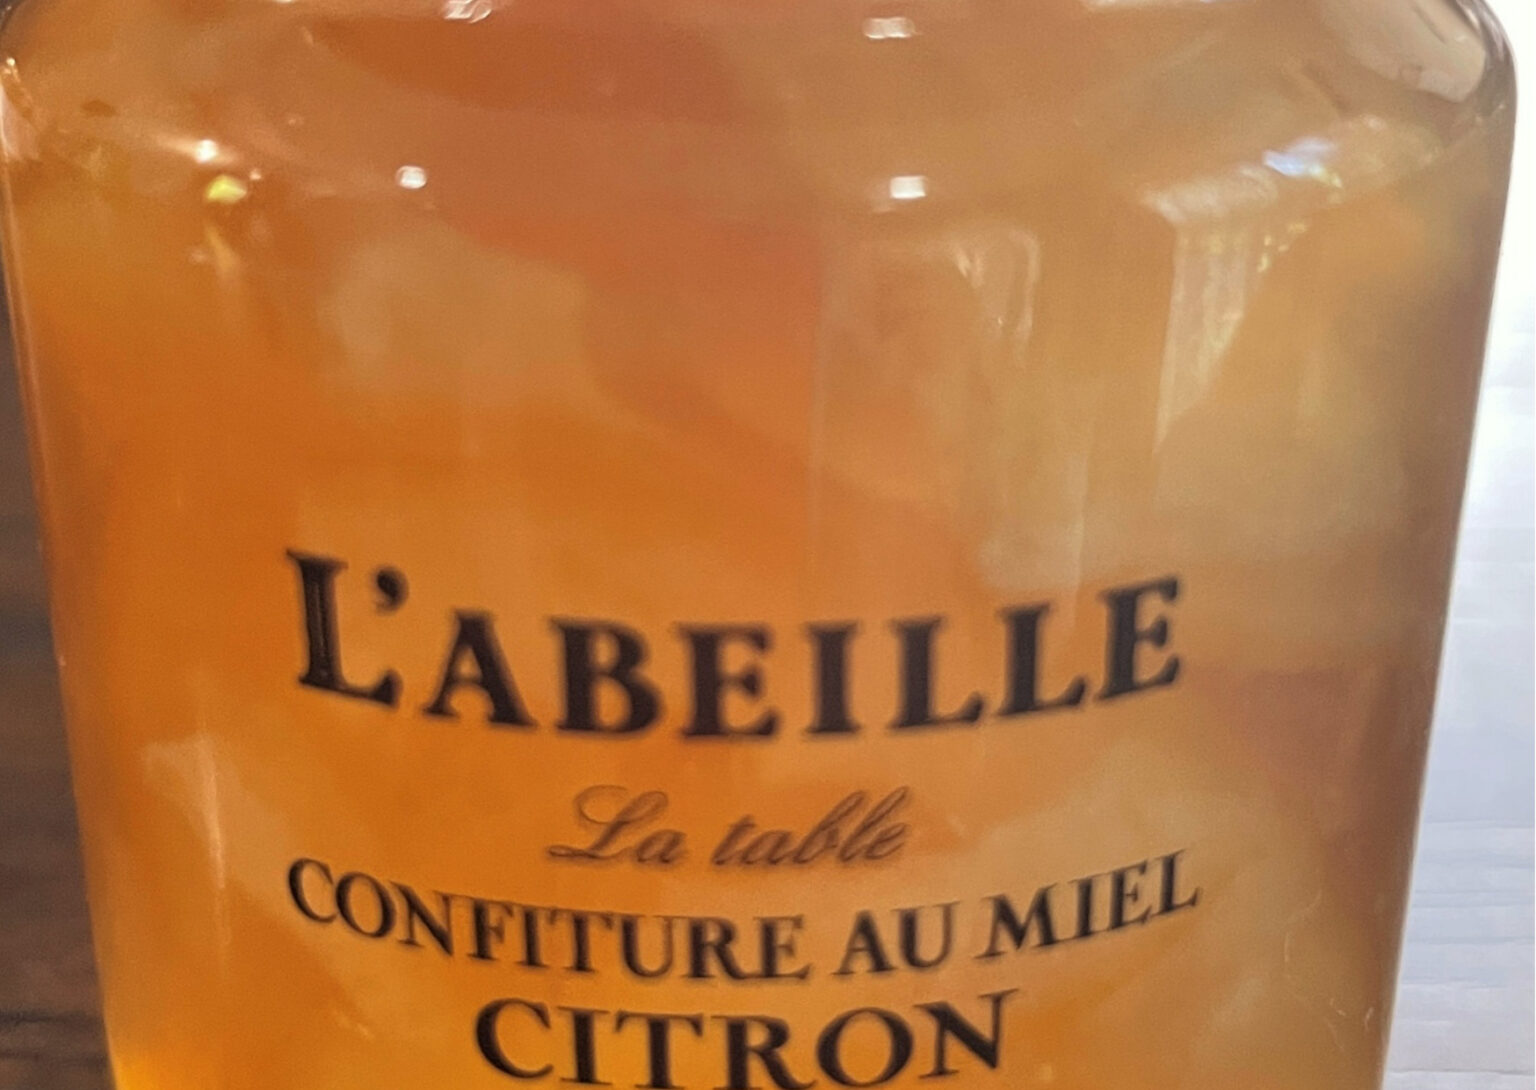 L'ABEILLE
La table
CONFITURE AU MIEL
CITRON